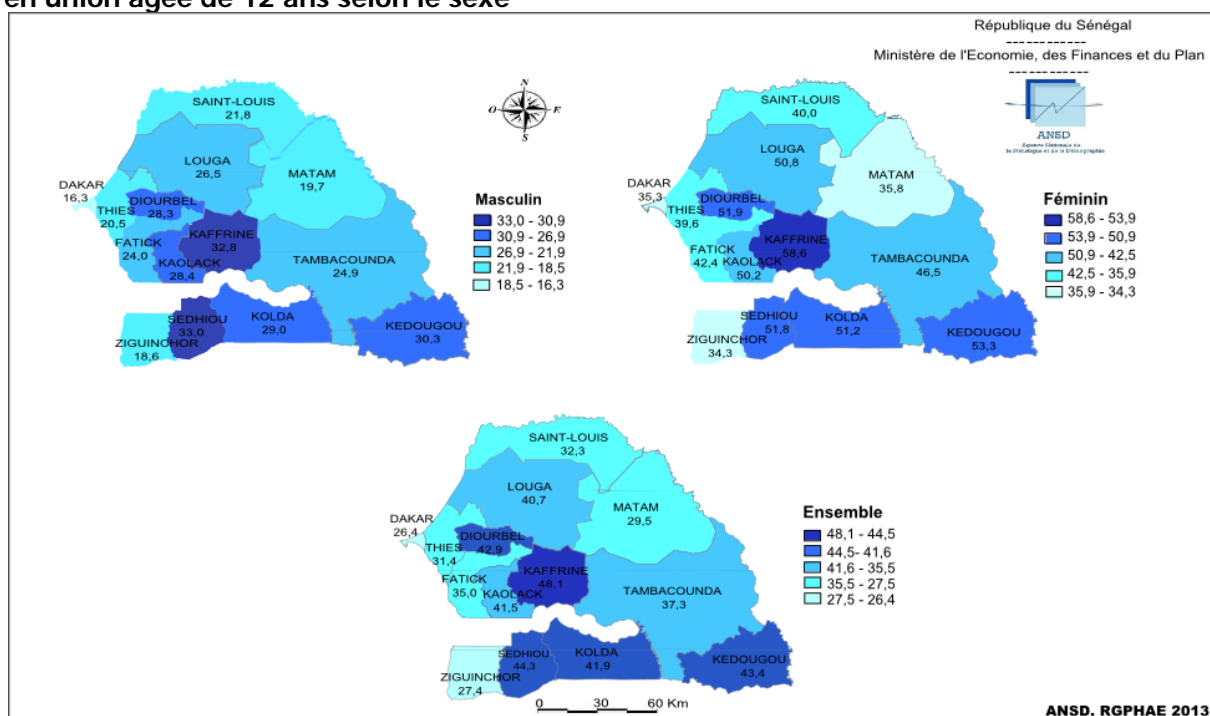 en union âgée de 12 ans selon le sexe
République du Sénégal
Ministère de l'Economie, des Finances et du Plan
ANSD
Agence Nationale de
la Statistique et de la Démographie
N
O E
S
SAINT-LOUIS
21,8
LOUGA
26,5
MATAM
19,7
DAKAR
16,3
THIES
20,5
DIOURBEL
28,3
FATICK
24,0
KAFFRINE
32,8
KAOLACK
28,4
TAMBACOUNDA
24,9
SEDHIOU
33,0
KOLDA
29,0
KEDOUGOU
30,3
ZIGUINCHOR
18,6
Masculin
33,0 - 30,9
30,9 - 26,9
26,9 - 21,9
21,9 - 18,5
18,5 - 16,3
SAINT-LOUIS
40,0
LOUGA
50,8
MATAM
35,8
DAKAR
35,3
THIES
39,6
DIOURBEL
51,9
FATICK
42,4
KAFFRINE
58,6
KAOLACK
50,2
TAMBACOUNDA
46,5
SEDHIOU
51,8
KOLDA
51,2
KEDOUGOU
53,3
ZIGUINCHOR
34,3
Féminin
58,6 - 53,9
53,9 - 50,9
50,9 - 42,5
42,5 - 35,9
35,9 - 34,3
SAINT-LOUIS
32,3
LOUGA
40,7
MATAM
29,5
DAKAR
26,4
THIES
31,4
DIOURBEL
42,9
FATICK
35,0
KAFFRINE
48,1
KAOLACK
41,5
TAMBACOUNDA
37,3
SEDHIOU
44,3
KOLDA
41,9
KEDOUGOU
43,4
ZIGUINCHOR
27,4
Ensemble
48,1 - 44,5
44,5- 41,6
41,6 - 35,5
35,5 - 27,5
27,5 - 26,4
0 30 60 Km
ANSD. RGPHAE 2013